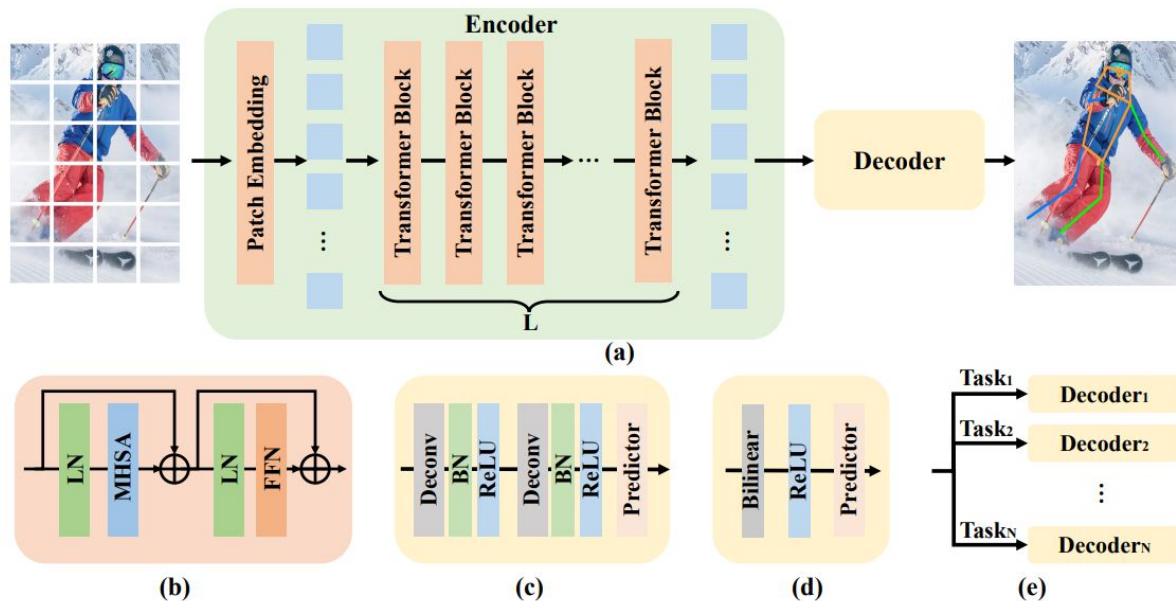 Encoder
Patch Embedding
...
Transformer Block
Transformer Block
Transformer Block
...
Transformer Block
...
L
Decoder
(a)
LN
MHSA
LN
FFN
(b)
Deconv
BN
ReLU
Deconv
BN
ReLU
Predictor
(c)
Bilinear
ReLU
Predictor
(d)
Task₁
Decoder₁
Task₂
Decoder₂
...
Taskₙ
Decoderₙ
(e)